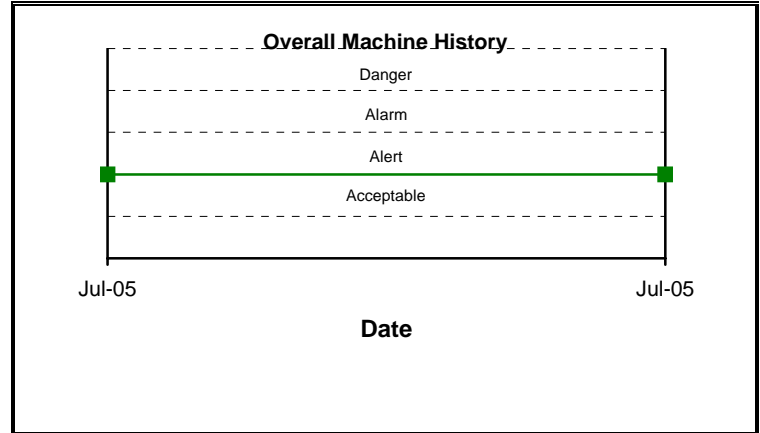 Overall Machine History
Danger
Alarm
Alert
Acceptable
Jul-05 Jul-05
Date